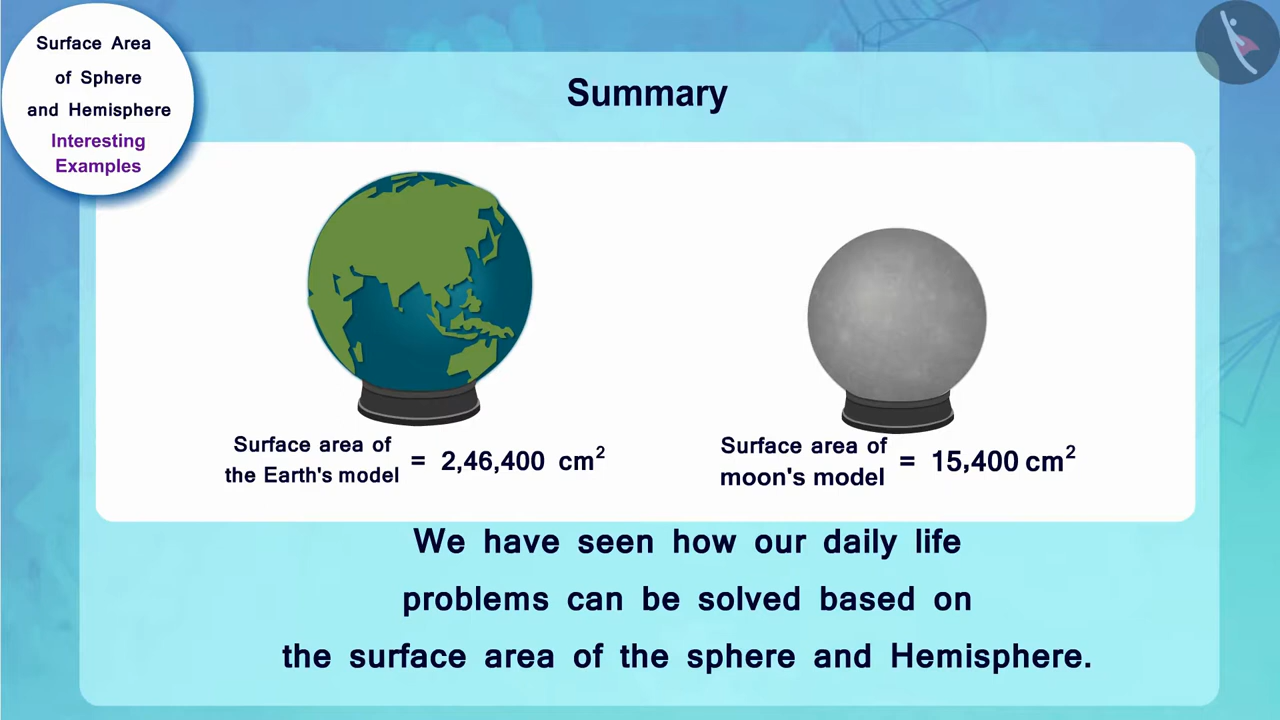 Surface Area
of Sphere
and Hemisphere
Interesting
Examples
Summary
Surface area of
the Earth's model = 2,46,400 cm²
Surface area of
moon's model = 15,400 cm²
We have seen how our daily life
problems can be solved based on
the surface area of the sphere and Hemisphere.